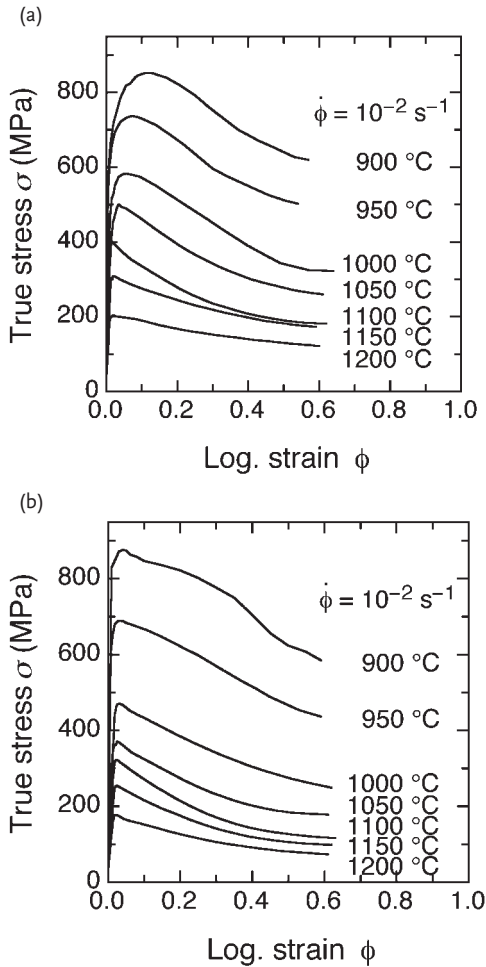 (a)
800
600
400
200
0
True stress σ (MPa)
φ̇ = 10⁻² s⁻¹
900 °C
950 °C
1000 °C
1050 °C
1100 °C
1150 °C
1200 °C
0.0 0.2 0.4 0.6 0.8 1.0
Log. strain φ
(b)
800
600
400
200
0
True stress σ (MPa)
φ̇ = 10⁻² s⁻¹
900 °C
950 °C
1000 °C
1050 °C
1100 °C
1150 °C
1200 °C
0.0 0.2 0.4 0.6 0.8 1.0
Log. strain φ